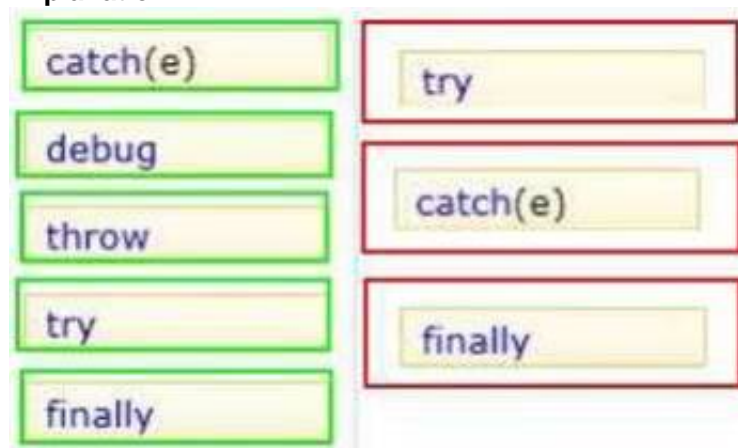 catch(e)
debug
throw
try
finally
try
catch(e)
finally